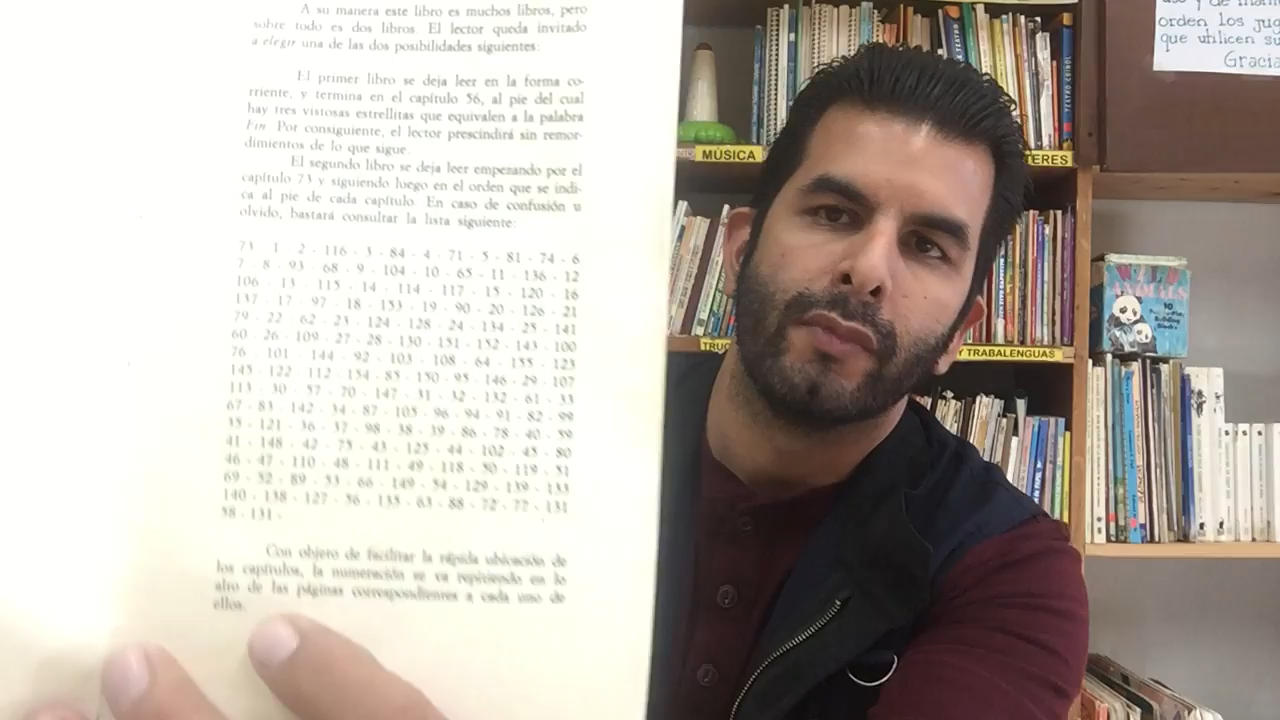 A su manera este libro es muchos libros, pero
sobre todo es dos libros. El lector queda invitado
a elegir una de las dos posibilidades siguientes:
El primer libro se deja leer en la forma co-
rriente, y termina en el capítulo 56, al pie del cual
hay tres vistosas estrellitas que equivalen a la palabra
Fin. Por consiguiente, el lector prescindirá sin remor-
dimientos de lo que sigue.
El segundo libro se deja leer empezando por el
capítulo 73 y siguiendo luego en el orden que se indi-
ca al pie de cada capítulo. En caso de confusión u
olvido, bastará consultar la lista siguiente:
73 - 1 - 2 - 116 - 3 - 84 - 4 - 71 - 5 - 81 - 74 - 6
7 - 8 - 93 - 68 - 9 - 104 - 10 - 65 - 11 - 136 - 12
106 - 13 - 115 - 14 - 114 - 117 - 15 - 120 - 16
137 - 17 - 97 - 18 - 153 - 19 - 90 - 20 - 126 - 21
79 - 22 - 62 - 23 - 124 - 128 - 24 - 134 - 25 - 141
60 - 26 - 109 - 27 - 28 - 130 - 151 - 152 - 143 - 100
76 - 101 - 144 - 92 - 103 - 108 - 64 - 155 - 123
145 - 122 - 112 - 154 - 85 - 150 - 95 - 146 - 29 - 107
113 - 30 - 57 - 70 - 147 - 31 - 32 - 132 - 61 - 33
67 - 83 - 142 - 34 - 87 - 105 - 96 - 94 - 91 - 82 - 99
35 - 121 - 36 - 37 - 98 - 38 - 39 - 86 - 78 - 40 - 59
41 - 148 - 42 - 75 - 43 - 125 - 44 - 102 - 45 - 80
46 - 47 - 110 - 48 - 111 - 49 - 118 - 50 - 119 - 51
69 - 52 - 89 - 53 - 66 - 149 - 54 - 129 - 139 - 133
140 - 138 - 127 - 56 - 135 - 63 - 88 - 72 - 77 - 131
58 - 131 -
Con objeto de facilitar la rápida ubicación de
los capítulos, la numeración se va repitiendo en lo
alto de las páginas correspondientes a cada uno de
ellos.
MÚSICA
TERES
TRUC
Y TRABALENGUAS
orden los jug
que utilicen su
Gracia
TEATRO GUIÑOL